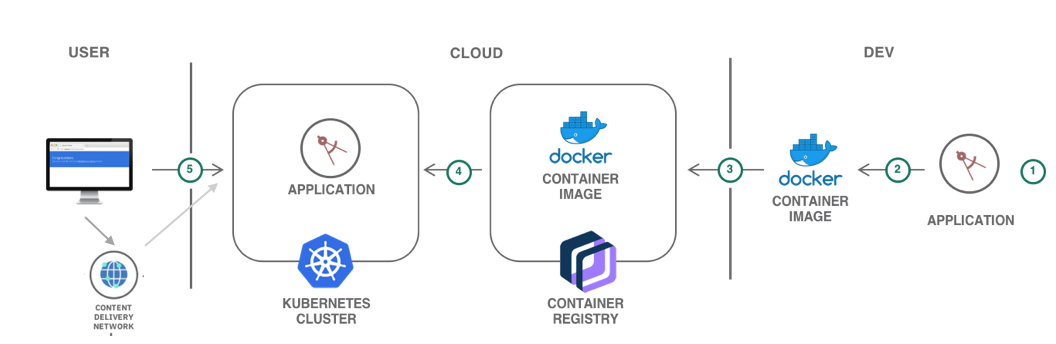 USER
CLOUD
DEV
5
4
3
2
1
APPLICATION
docker
CONTAINER
IMAGE
docker
CONTAINER
IMAGE
APPLICATION
KUBERNETES
CLUSTER
CONTAINER
REGISTRY
CONTENT
DELIVERY
NETWORK